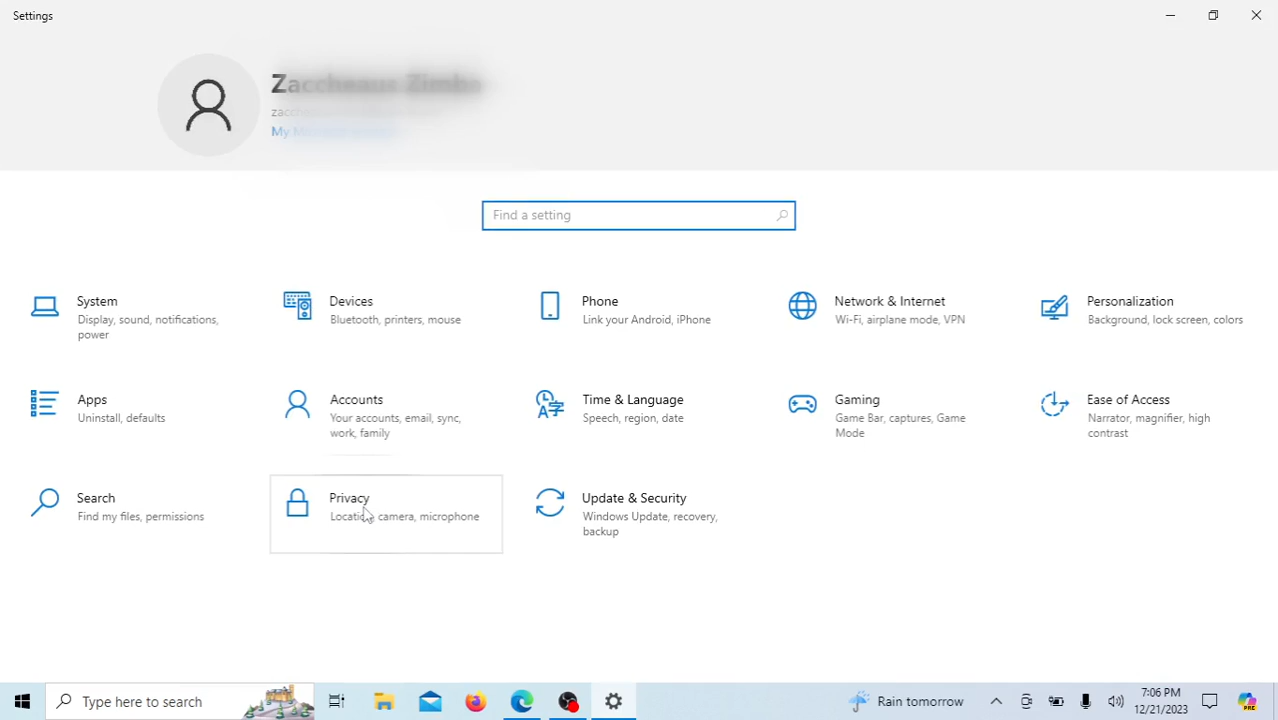 Settings
Zaccheaus Zimba
Find a setting
System
Display, sound, notifications,
power
Devices
Bluetooth, printers, mouse
Phone
Link your Android, iPhone
Network & Internet
Wi-Fi, airplane mode, VPN
Personalization
Background, lock screen, colors
Apps
Uninstall, defaults
Accounts
Your accounts, email, sync,
work, family
Time & Language
Speech, region, date
Gaming
Game Bar, captures, Game
Mode
Ease of Access
Narrator, magnifier, high
contrast
Search
Find my files, permissions
Privacy
Location, camera, microphone
Update & Security
Windows Update, recovery,
backup
Type here to search
Rain tomorrow
7:06 PM
12/21/2023
PRE